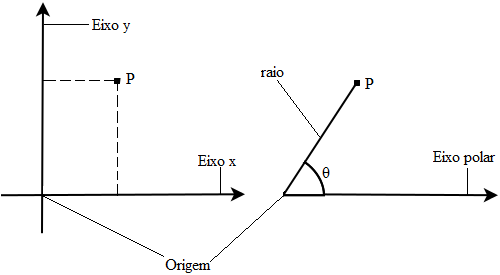 Eixo y
P
Eixo x
Origem
raio
P
θ
Eixo polar